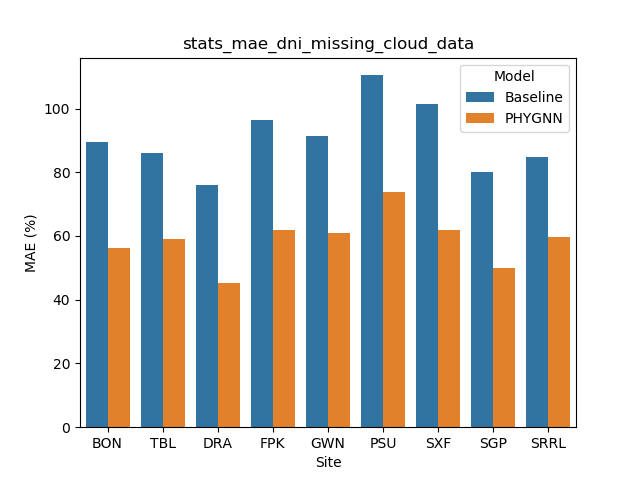 stats_mae_dni_missing_cloud_data
Model
Baseline
PHYGNN
MAE (%)
100
80
60
40
20
0
BON TBL DRA FPK GWN PSU SXF SGP SRRL
Site